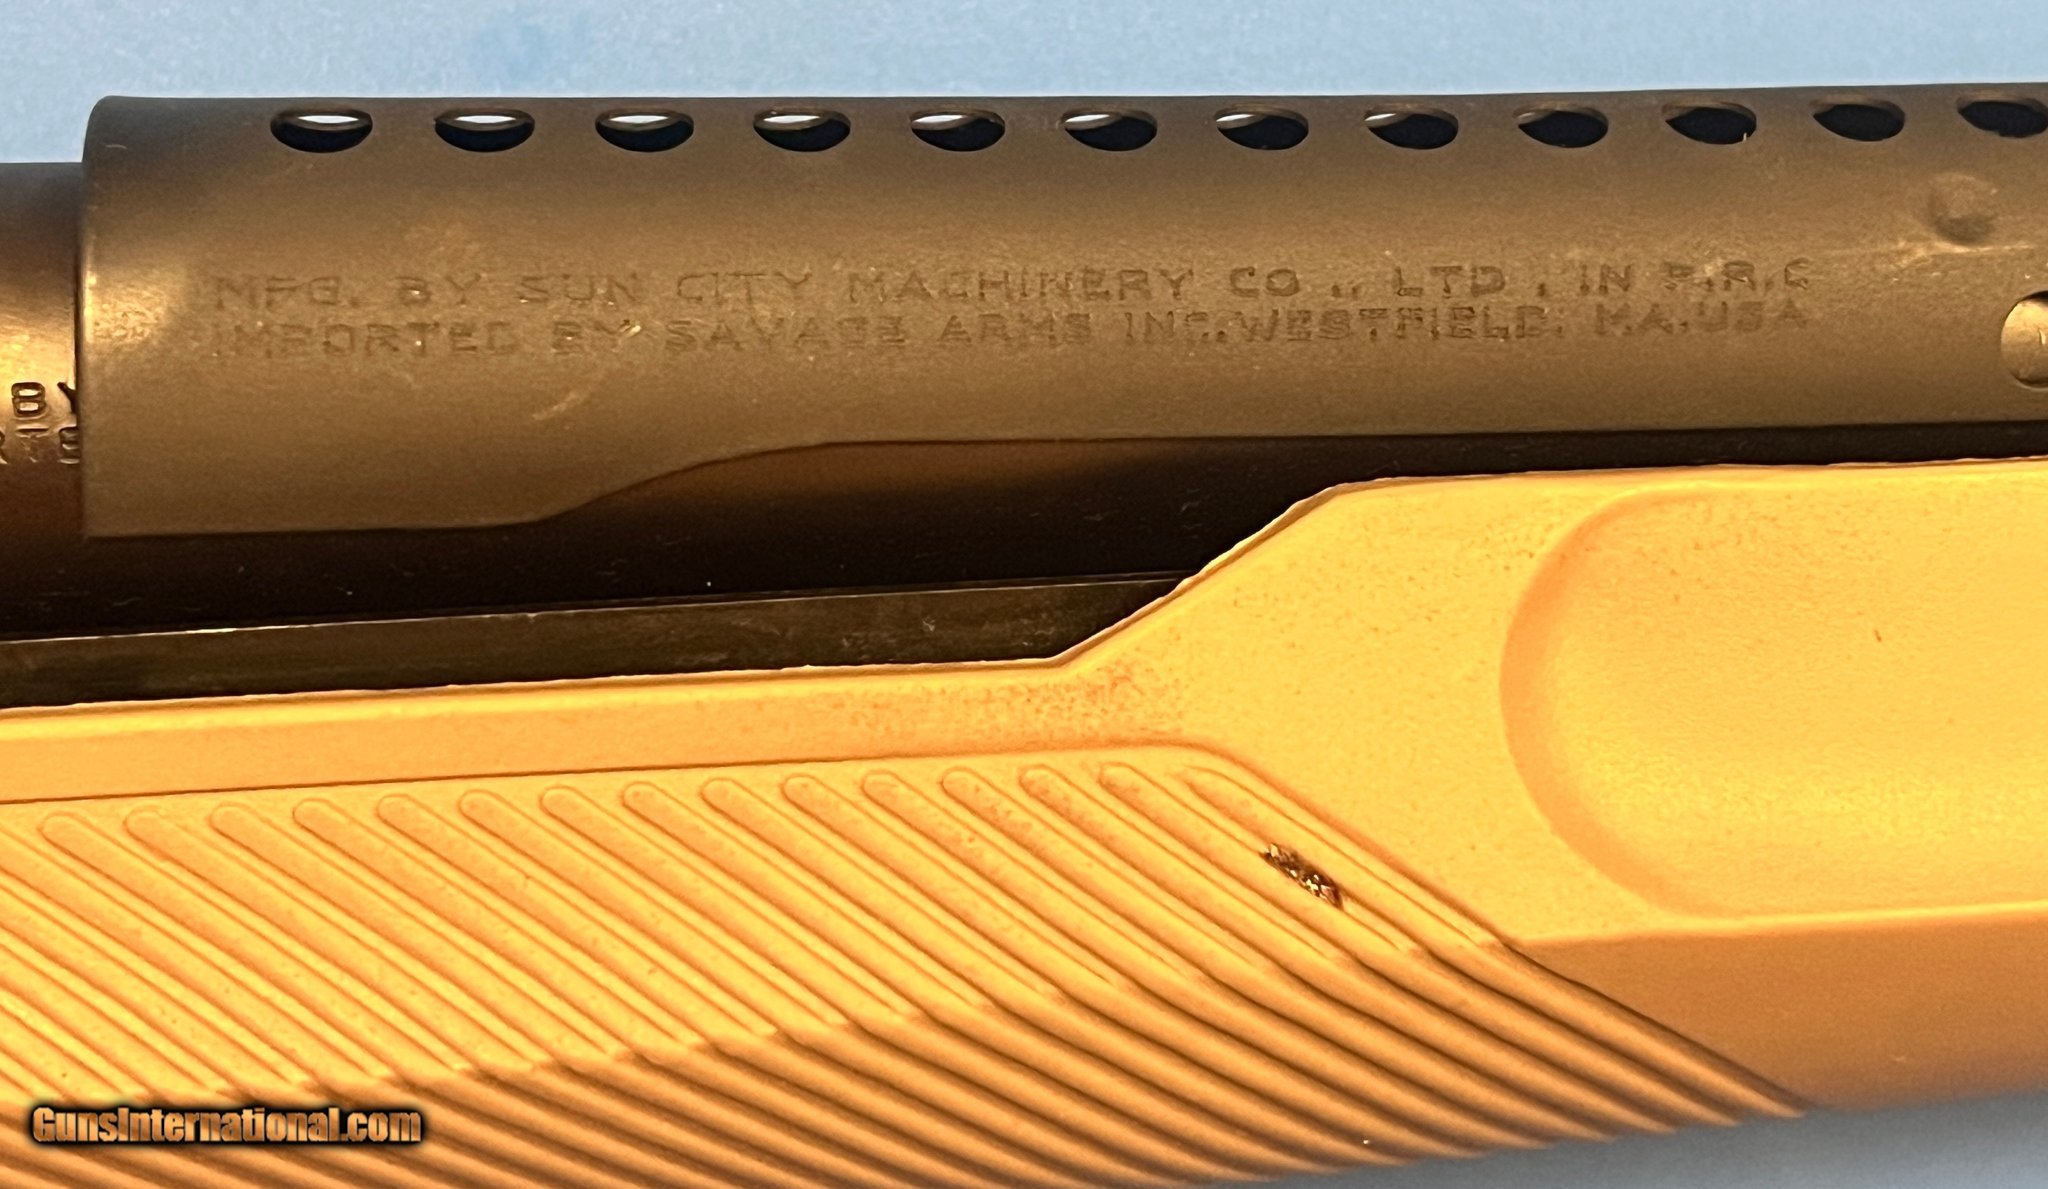 MFG. BY SUN CITY MACHINERY CO., LTD, IN P.R.C
IMPORTED BY SAVAGE ARMS INC.WESTFIELD, MA.USA
GunsInternational.com